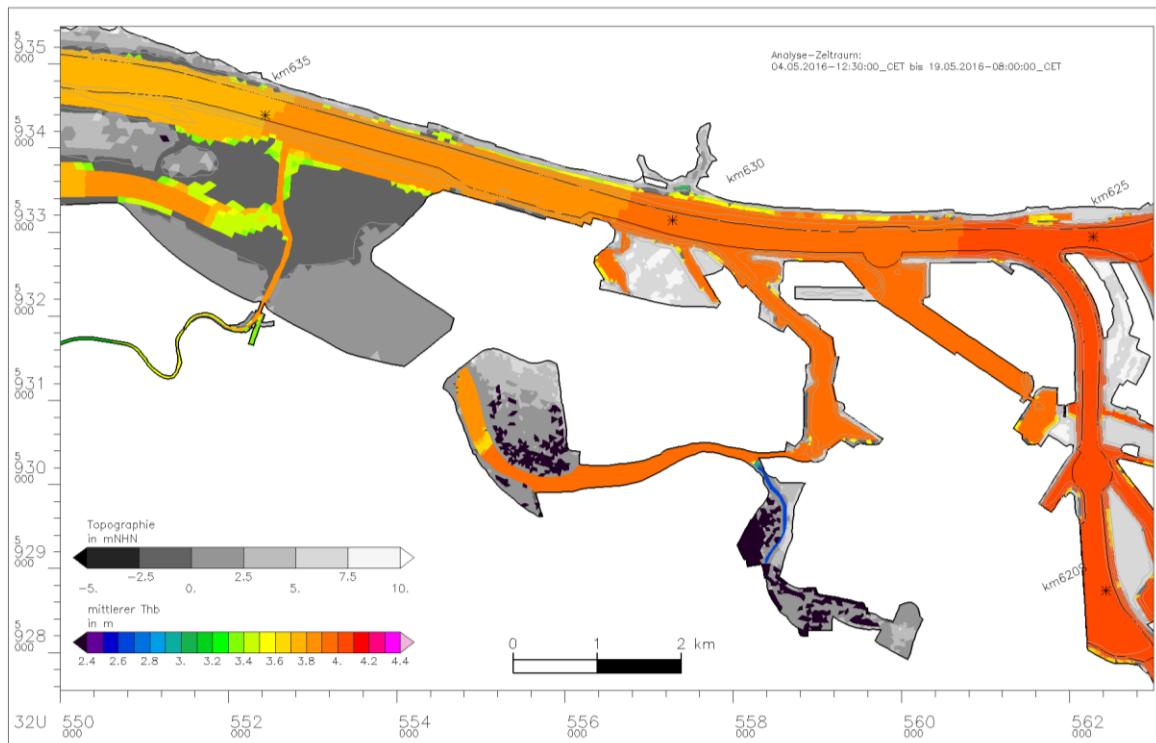 Analyse-Zeitraum:
04.05.2016-12:30:00_CET bis 19.05.2016-08:00:00_CET
km635
km630
km625
km620S
5
935
000
5
934
000
5
933
000
5
932
000
5
931
000
5
930
000
5
929
000
5
928
000
Topographie
in mNHN
-5. -2.5 0. 2.5 5. 7.5 10.
mittlerer Thb
in m
2.4 2.6 2.8 3. 3.2 3.4 3.6 3.8 4. 4.2 4.4
0 1 2 km
32U 550 552 554 556 558 560 562
000 000 000 000 000 000 000